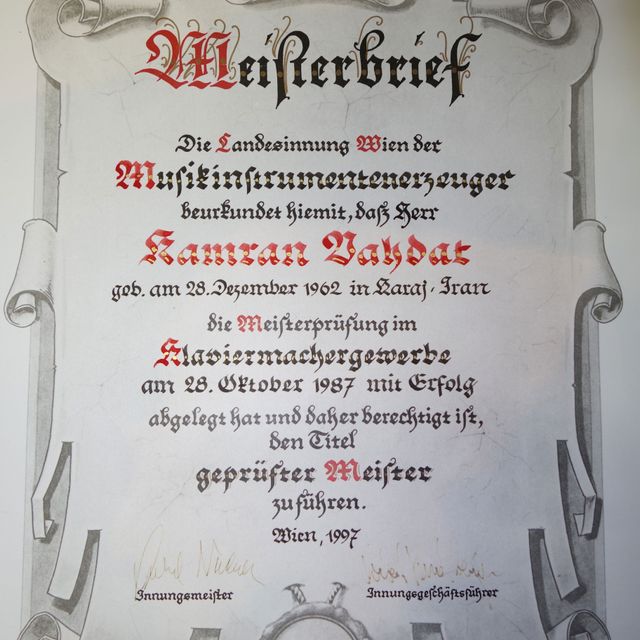 Meisterbrief
Die Landesinnung Wien der
Musikinstrumentenerzeuger
beurkundet hiemit, daß Herr
Kamran Vahdat
geb. am 28. Dezember 1962 in Karaj - Iran
die Meisterprüfung im
Klaviermachergewerbe
am 28. Oktober 1987 mit Erfolg
abgelegt hat und daher berechtigt ist,
den Titel
geprüfter Meister
zu führen.
Wien, 1997
Innungsmeister Innungsgeschäftsführer